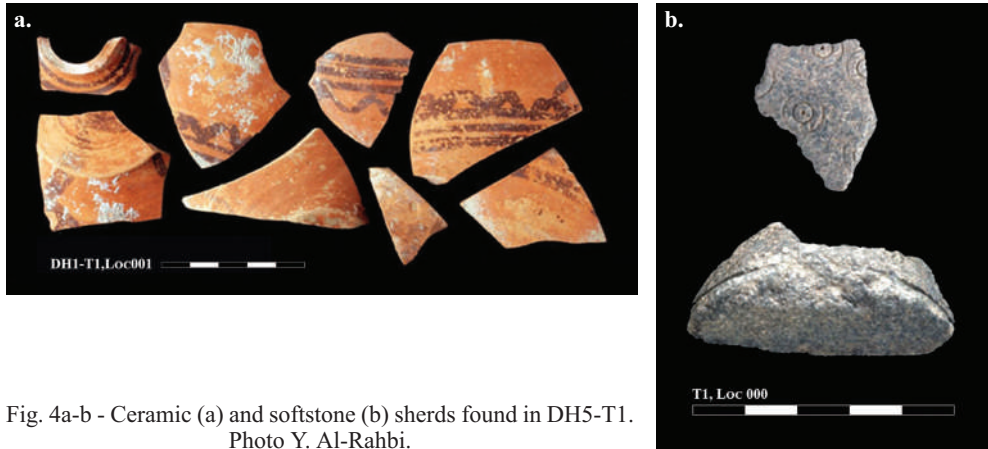 a.
DH1-T1,Loc001
b.
T1, Loc 000
Fig. 4a-b - Ceramic (a) and softstone (b) sherds found in DH5-T1.
Photo Y. Al-Rahbi.